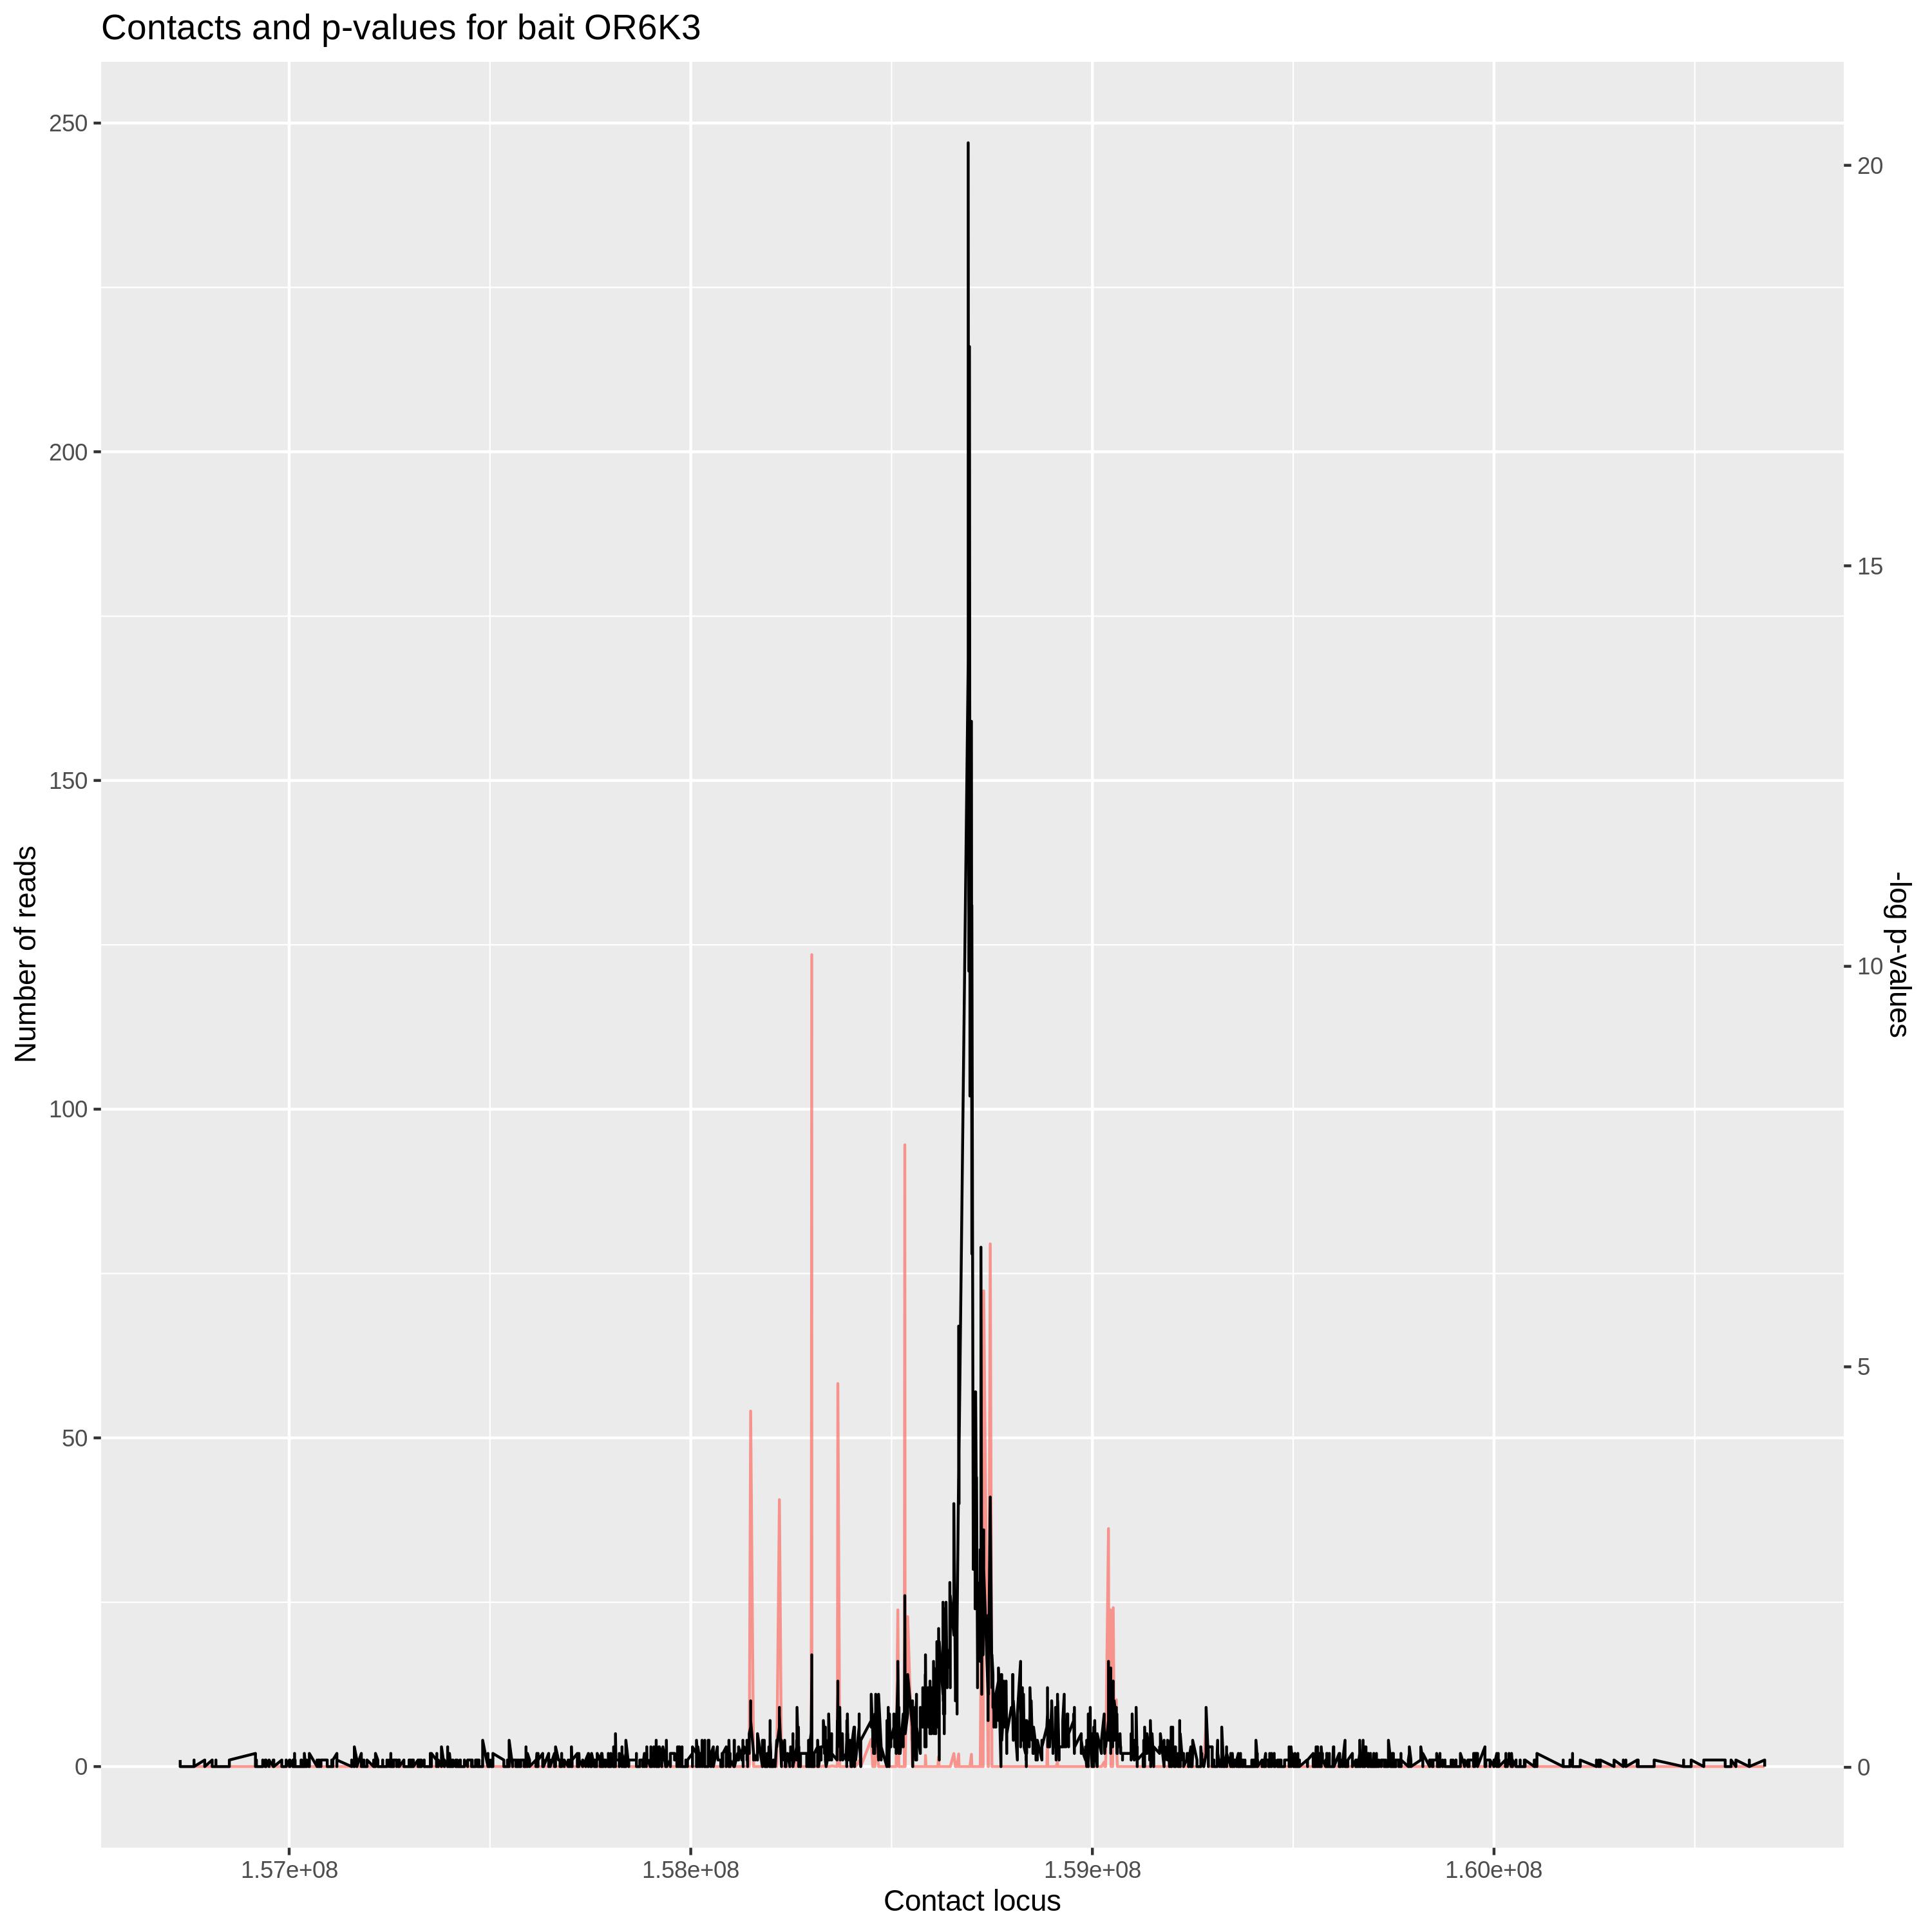 Contacts and p-values for bait OR6K3
250
200
150
100
50
0
Number of reads
20
15
10
5
0
-log p-values
1.57e+08
1.58e+08
1.59e+08
1.60e+08
Contact locus